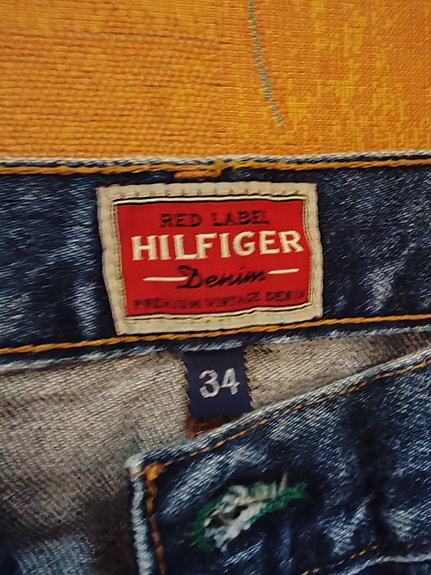 RED LABEL
HILFIGER
Denim
PREMIUM VINTAGE DENIM
34